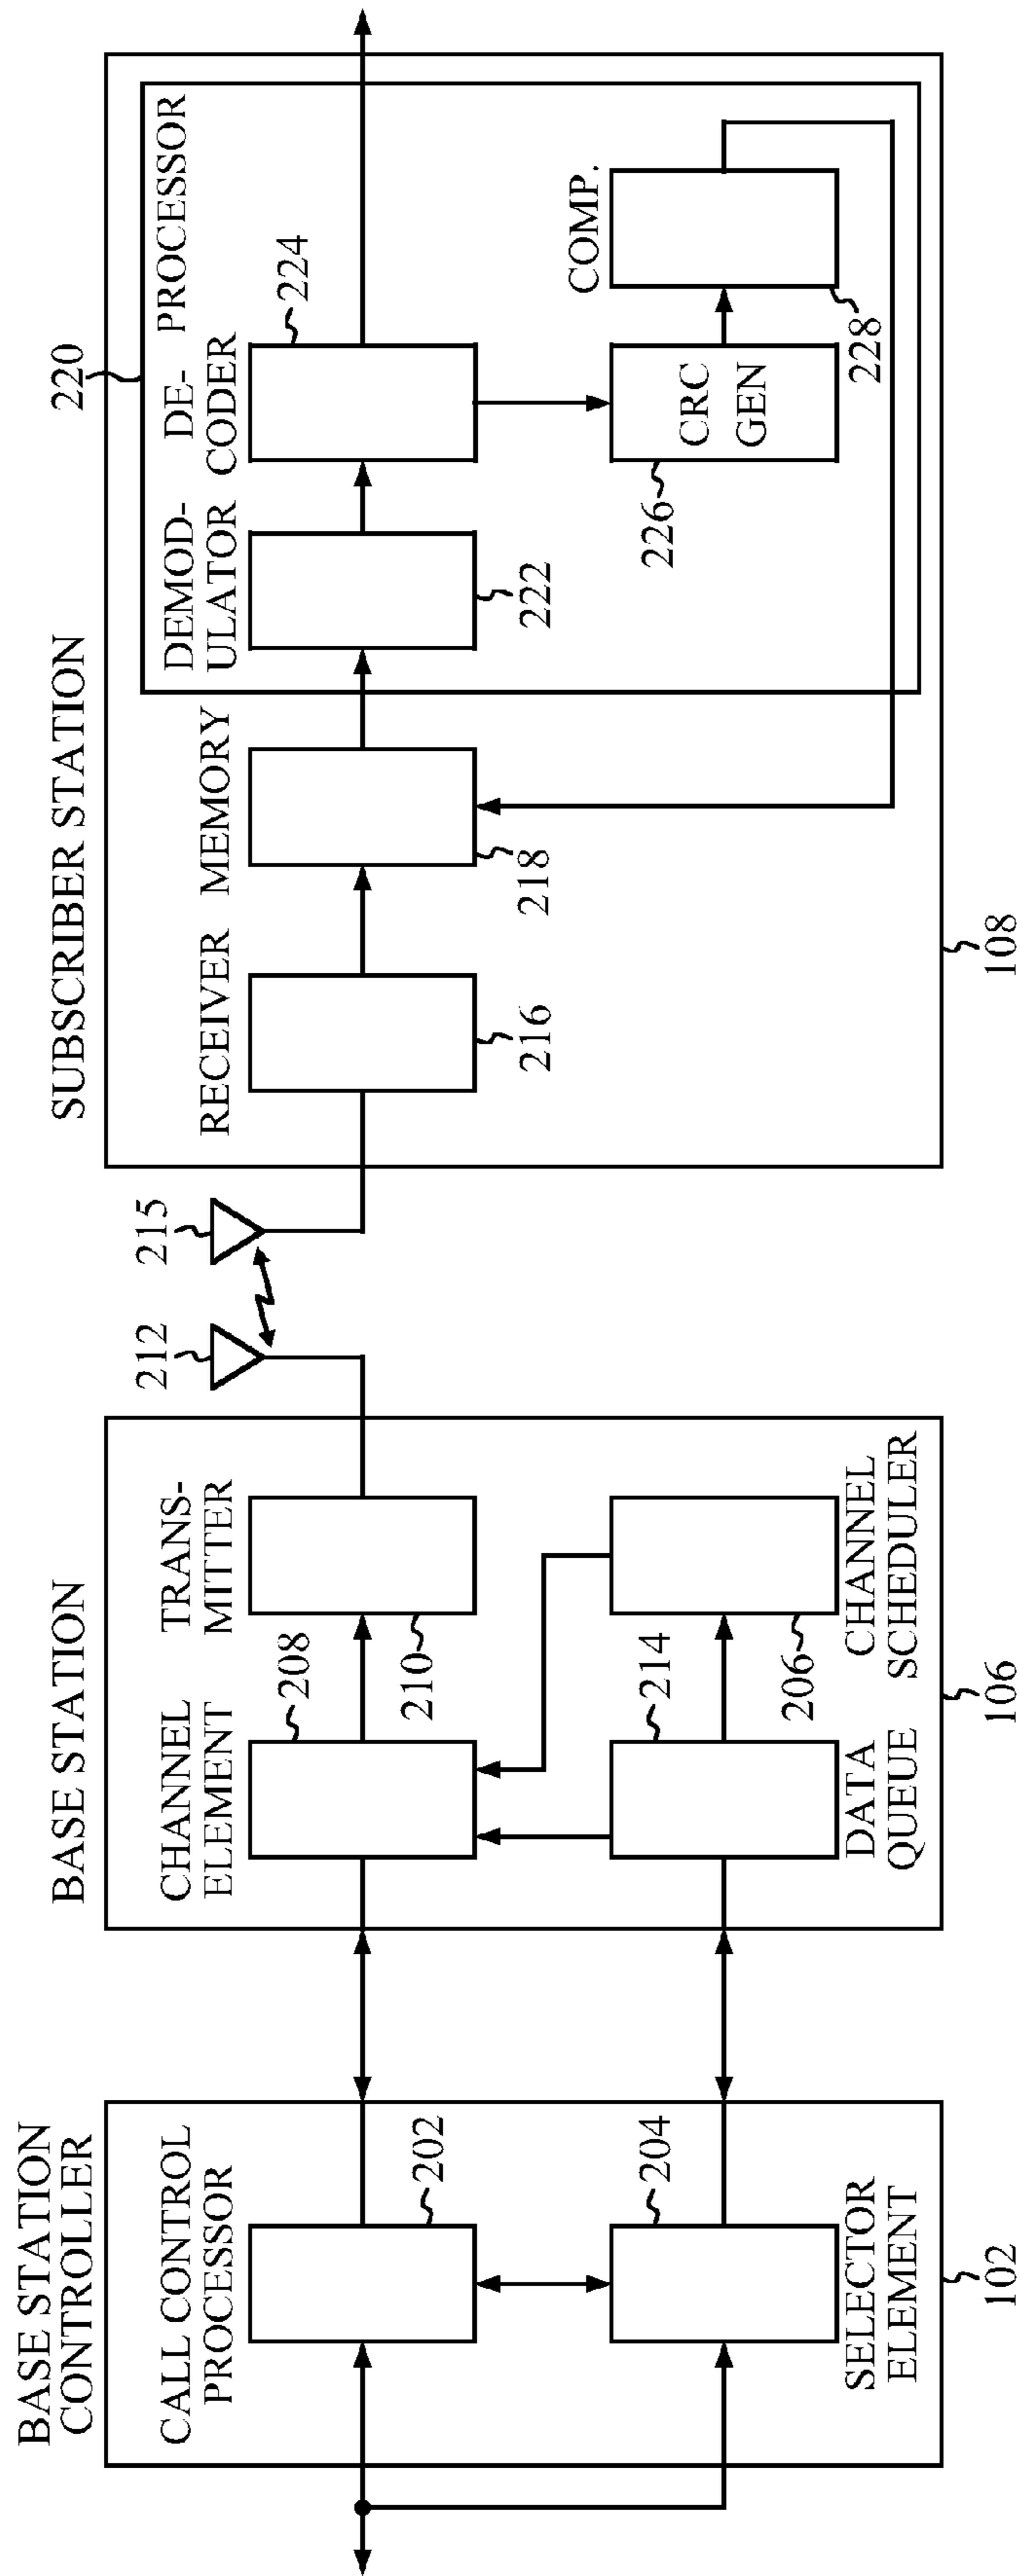 BASE STATION
CONTROLLER
CALL CONTROL
PROCESSOR
202
204
SELECTOR
ELEMENT
102
BASE STATION
CHANNEL
ELEMENT
208
TRANS-
MITTER
210
214
DATA
QUEUE
206
CHANNEL
SCHEDULER
106
212
215
SUBSCRIBER STATION
RECEIVER
216
MEMORY
218
220
PROCESSOR
DEMOD-
ULATOR
222
DE-
CODER
224
CRC
GEN
226
COMP.
228
108